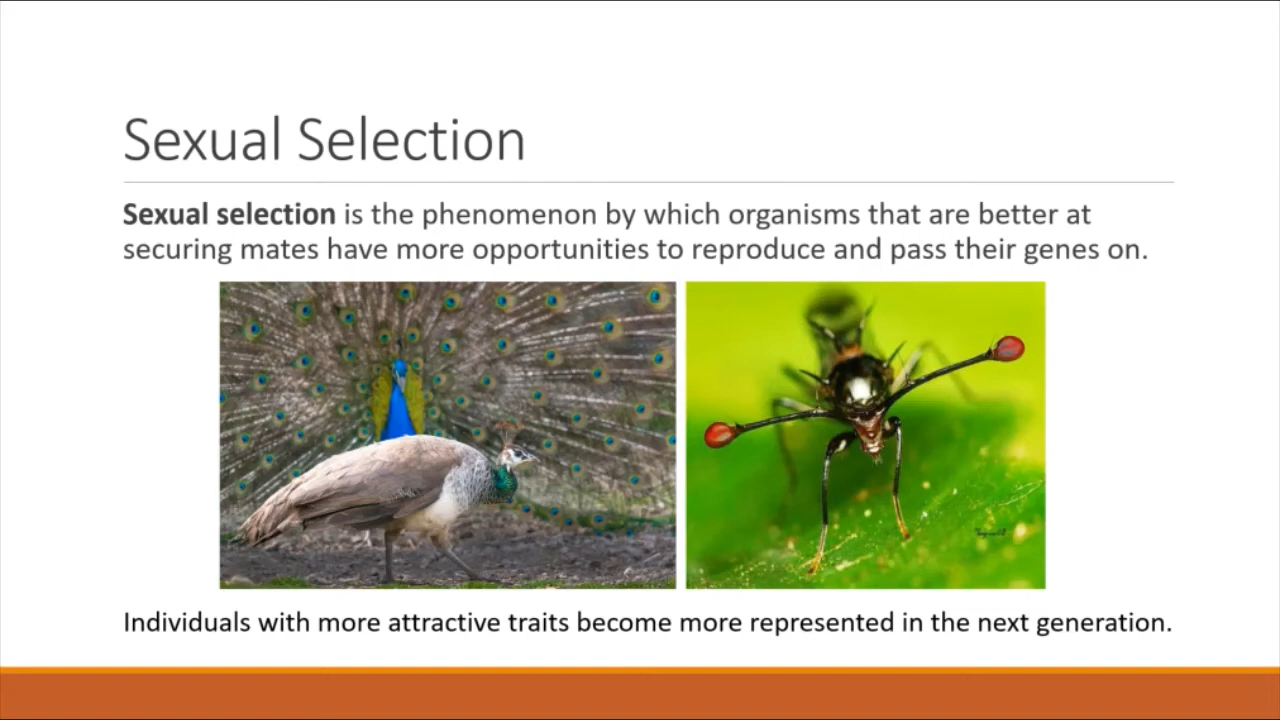 Sexual Selection
Sexual selection is the phenomenon by which organisms that are better at
securing mates have more opportunities to reproduce and pass their genes on.
Individuals with more attractive traits become more represented in the next generation.